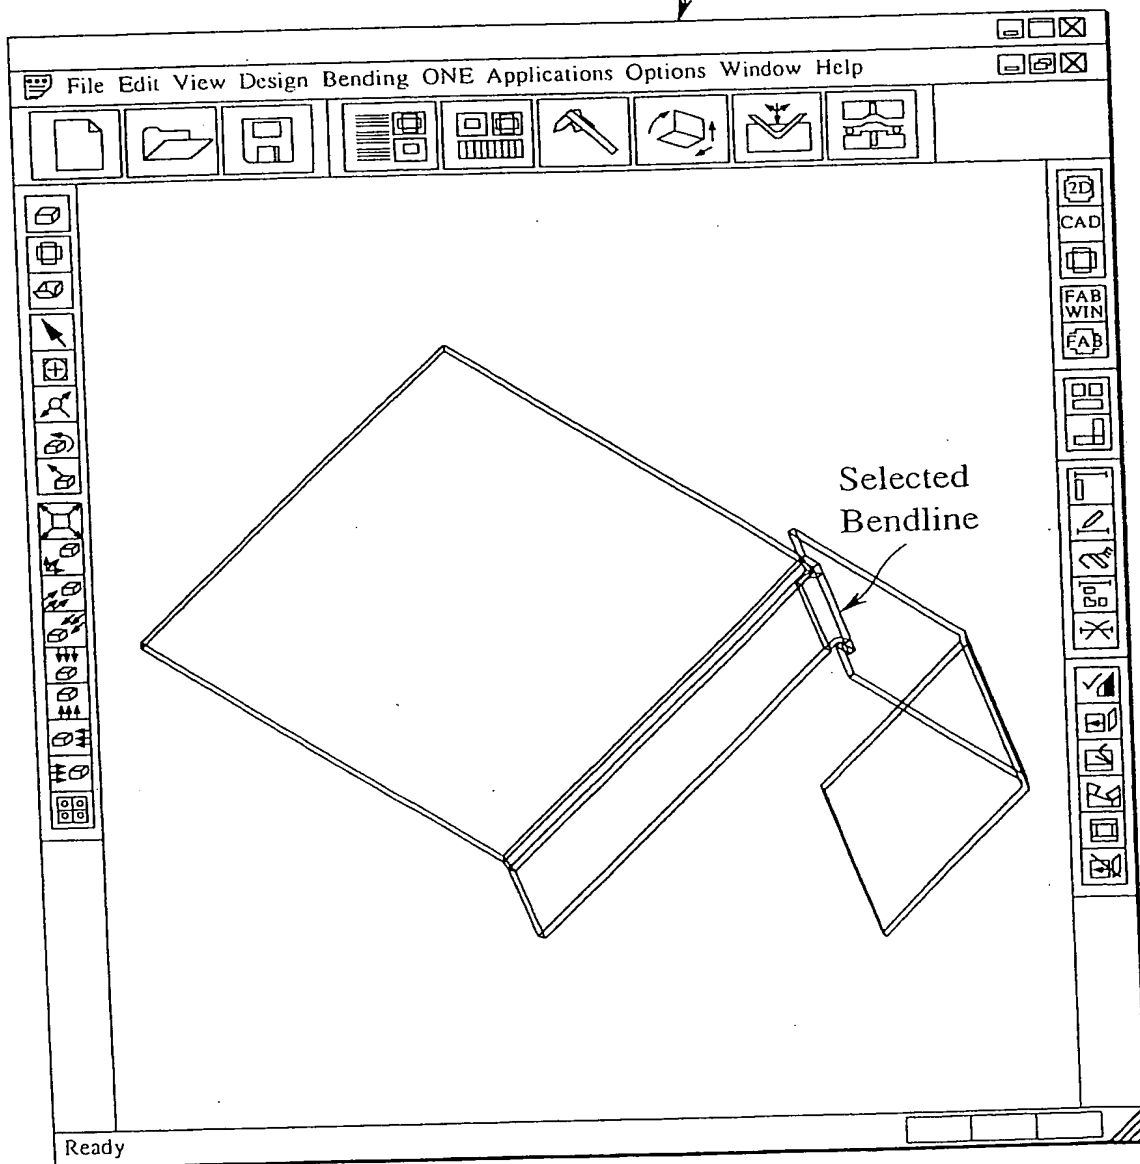 File Edit View Design Bending ONE Applications Options Window Help
2D
CAD
FAB
WIN
FAB
Selected
Bendline
Ready